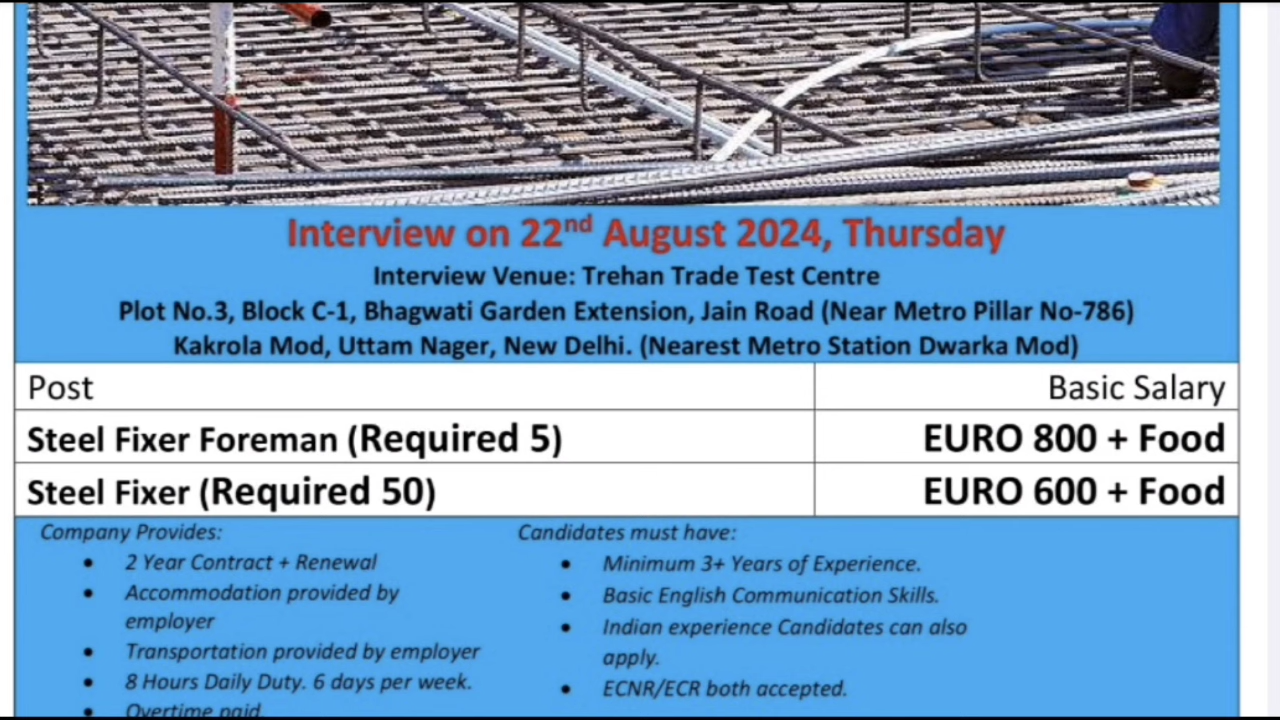 Interview on 22nd August 2024, Thursday
Interview Venue: Trehan Trade Test Centre
Plot No.3, Block C-1, Bhagwati Garden Extension, Jain Road (Near Metro Pillar No-786)
Kakrola Mod, Uttam Nager, New Delhi. (Nearest Metro Station Dwarka Mod)
Post Basic Salary
Steel Fixer Foreman (Required 5) EURO 800 + Food
Steel Fixer (Required 50) EURO 600 + Food
Company Provides:
• 2 Year Contract + Renewal
• Accommodation provided by
employer
• Transportation provided by employer
• 8 Hours Daily Duty. 6 days per week.
• Overtime paid.
Candidates must have:
• Minimum 3+ Years of Experience.
• Basic English Communication Skills.
• Indian experience Candidates can also
apply.
• ECNR/ECR both accepted.